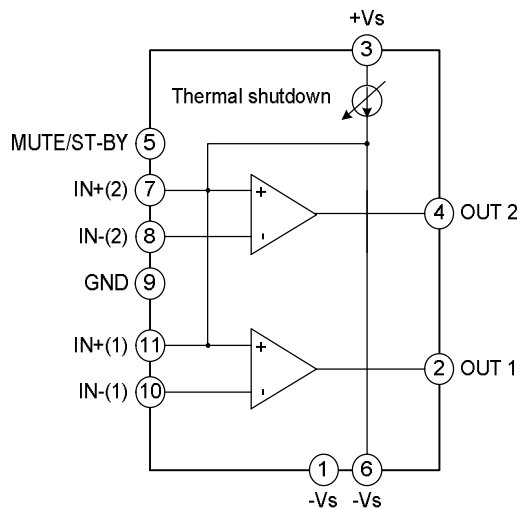 +Vs
3
Thermal shutdown
MUTE/ST-BY 5
IN+(2) 7
+
4 OUT 2
IN-(2) 8
-
GND 9
IN+(1) 11
+
2 OUT 1
IN-(1) 10
-
1 6
-Vs -Vs